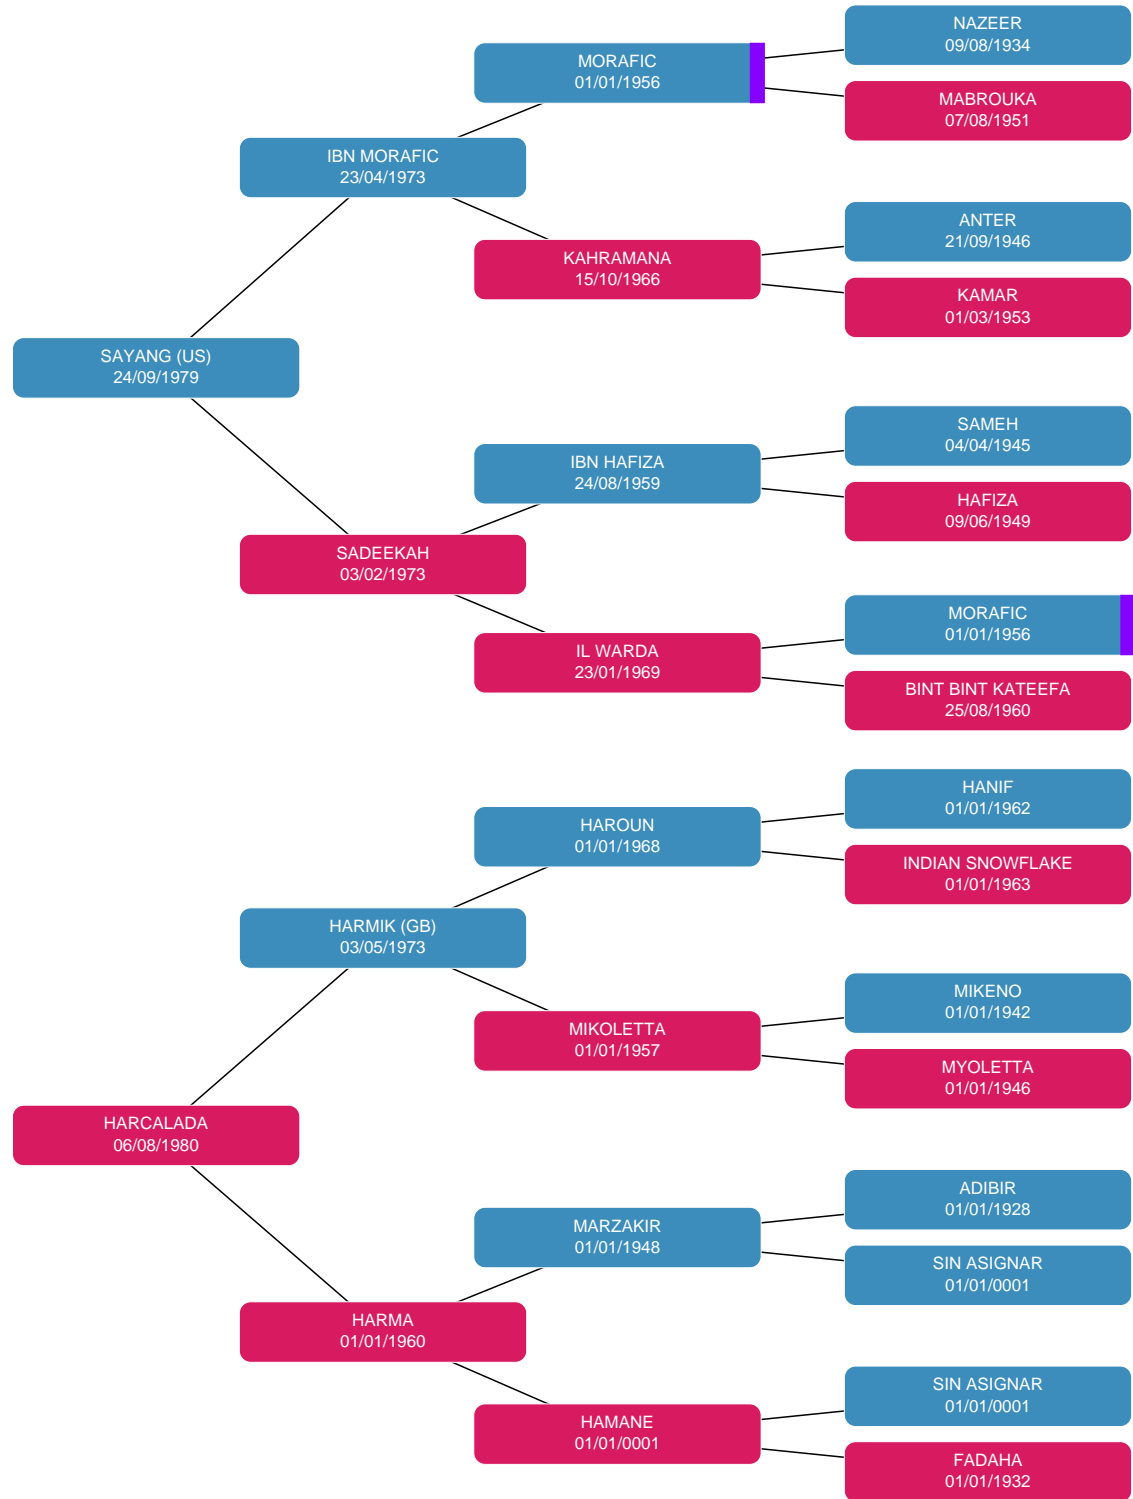 NAZEER
09/08/1934
MORAFIC
01/01/1956
MABROUKA
07/08/1951
IBN MORAFIC
23/04/1973
ANTER
21/09/1946
KAHRAMANA
15/10/1966
KAMAR
01/03/1953
SAYANG (US)
24/09/1979
SAMEH
04/04/1945
IBN HAFIZA
24/08/1959
HAFIZA
09/06/1949
SADEEKAH
03/02/1973
MORAFIC
01/01/1956
IL WARDA
23/01/1969
BINT BINT KATEEFA
25/08/1960
HANIF
01/01/1962
HAROUN
01/01/1968
INDIAN SNOWFLAKE
01/01/1963
HARMIK (GB)
03/05/1973
MIKENO
01/01/1942
MIKOLETTA
01/01/1957
MYOLETTA
01/01/1946
HARCALADA
06/08/1980
ADIBIR
01/01/1928
MARZAKIR
01/01/1948
SIN ASIGNAR
01/01/0001
HARMA
01/01/1960
SIN ASIGNAR
01/01/0001
HAMANE
01/01/0001
FADAHA
01/01/1932